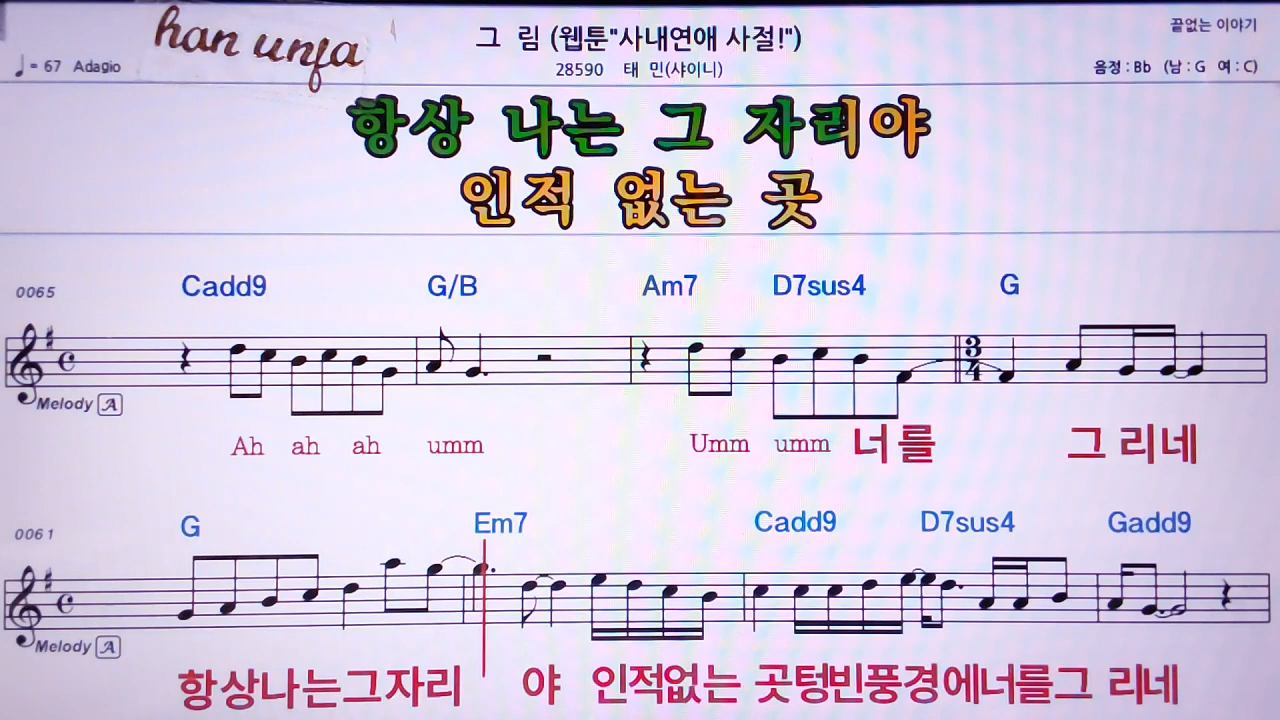 han unfa
그 림 (웹툰"사내연애 사절!")
끝없는 이야기
♩= 67 Adagio
28590 태 민(샤이니)
음정 : Bb (남 : G 여 : C)
항상 나는 그 자리야
인적 없는 곳
0065 Cadd9 G/B Am7 D7sus4 G
3/4
Melody A
Ah ah ah umm Umm umm 너를 그 리네
0061 G Em7 Cadd9 D7sus4 Gadd9
Melody A
항상나는그자리 야 인적없는 곳텅빈풍경에너를그 리네